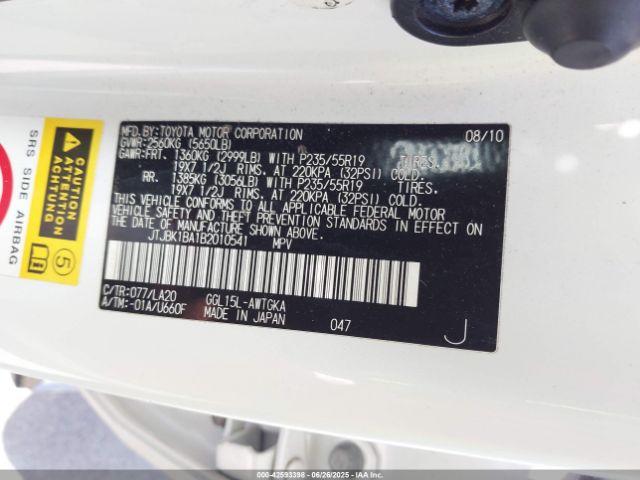 MFD.BY:TOYOTA MOTOR CORPORATION 08/10
GVWR:2560KG (5650LB)
GAWR:FRT. 1360KG (2999LB) WITH P235/55R19 TIRES,
19X7 1/2J RIMS, AT 220KPA (32PSI) COLD.
RR. 1385KG (3056LB) WITH P235/55R19 TIRES,
19X7 1/2J RIMS, AT 220KPA (32PSI) COLD.
THIS VEHICLE CONFORMS TO ALL APPLICABLE FEDERAL MOTOR
VEHICLE SAFETY AND THEFT PREVENTION STANDARDS IN EFFECT ON
THE DATE OF MANUFACTURE SHOWN ABOVE.
JTJBK1BA1B2010541 MPV
C/TR:077/LA20 GGL15L-AWTGKA
A/TM:-01A/U660F MADE IN JAPAN 047 J
SRS SIDE AIRBAG
CAUTION
ACHTUNG
ATTENTION
5
000-42593398 - 06/26/2025 - IAAI.COM